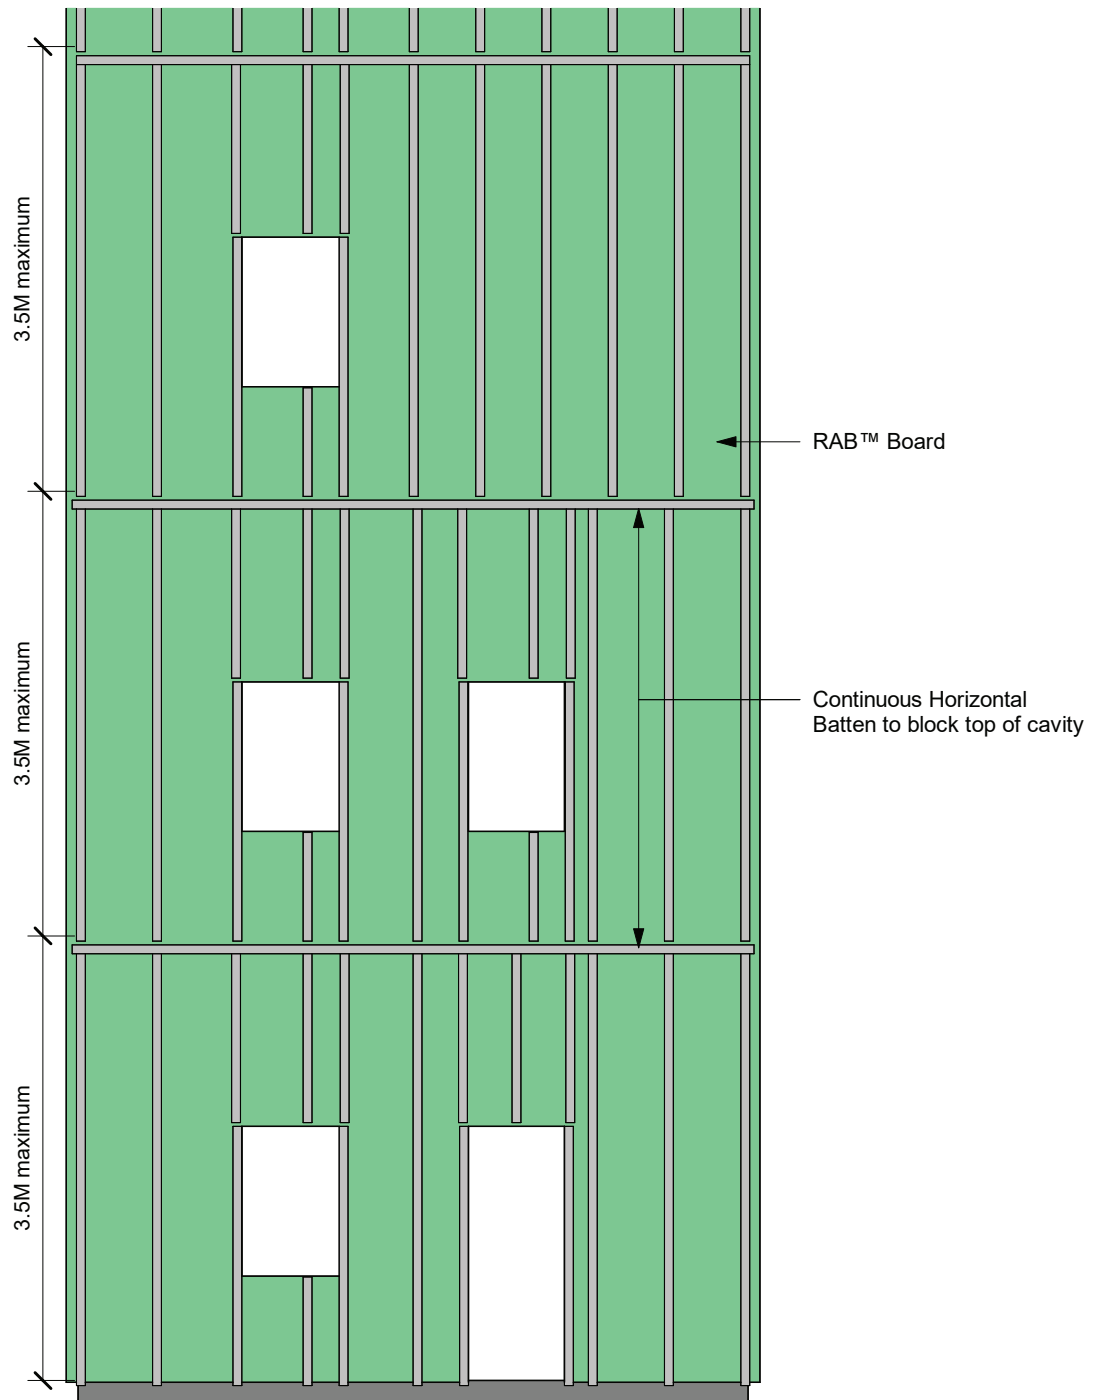 3.5M maximum
RAB™ Board
3.5M maximum
Continuous Horizontal
Batten to block top of cavity
3.5M maximum